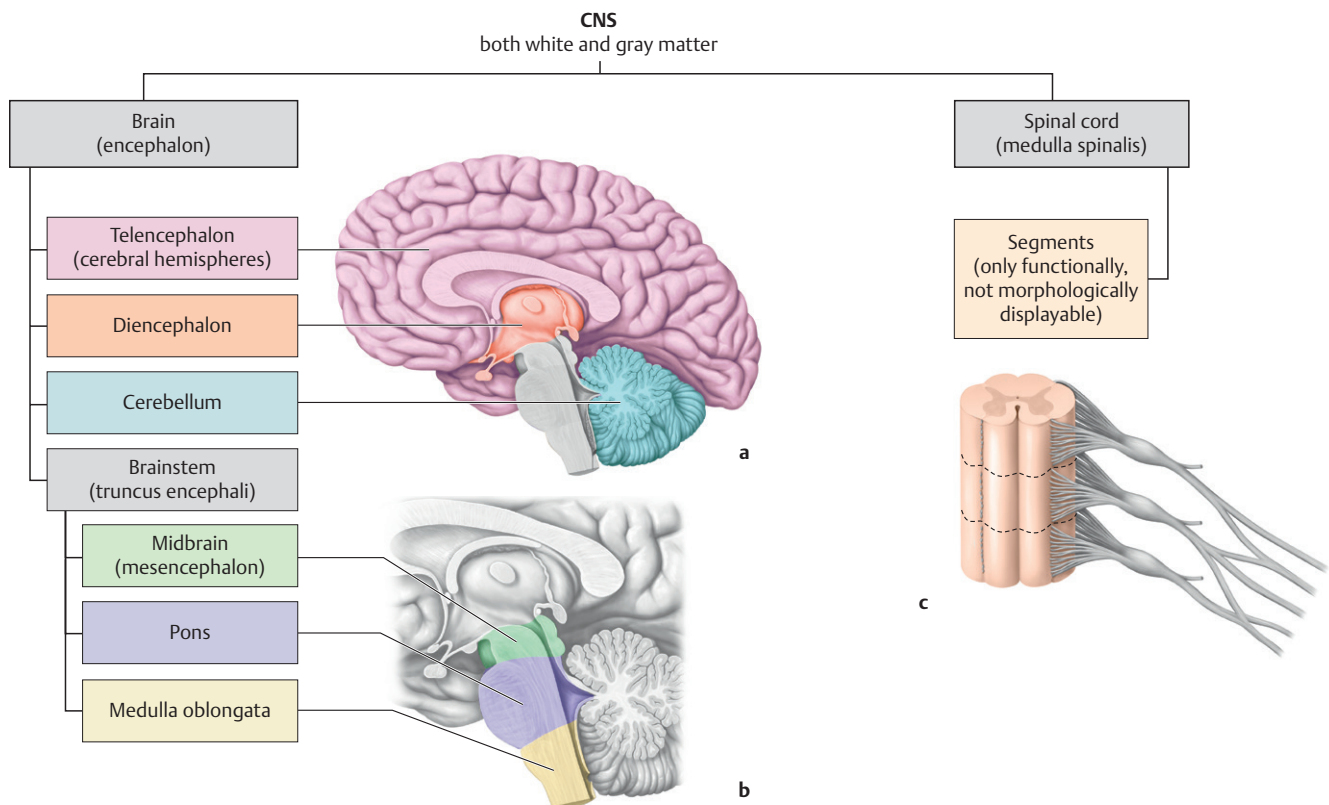 CNS
both white and gray matter
Brain
(encephalon)
Spinal cord
(medulla spinalis)
Telencephalon
(cerebral hemispheres)
Segments
(only functionally,
not morphologically
displayable)
Diencephalon
Cerebellum
a
Brainstem
(truncus encephali)
Midbrain
(mesencephalon)
c
Pons
Medulla oblongata
b